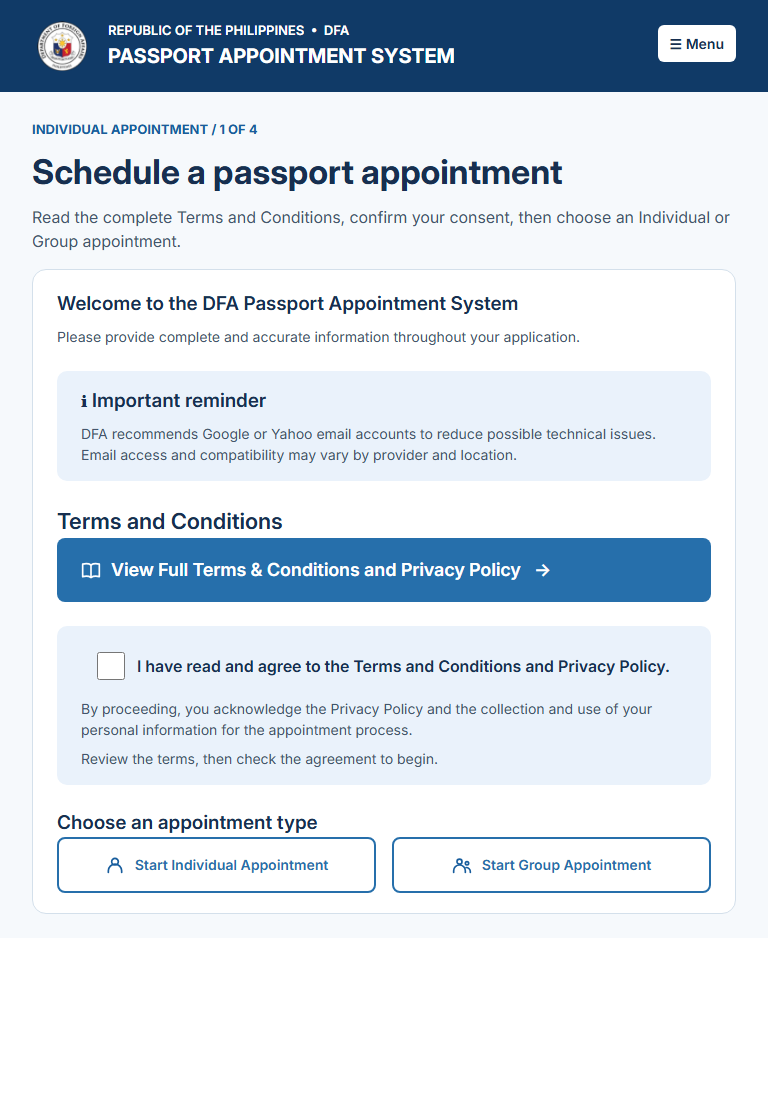 REPUBLIC OF THE PHILIPPINES • DFA
PASSPORT APPOINTMENT SYSTEM
☰ Menu
INDIVIDUAL APPOINTMENT / 1 OF 4
Schedule a passport appointment
Read the complete Terms and Conditions, confirm your consent, then choose an Individual or
Group appointment.
Welcome to the DFA Passport Appointment System
Please provide complete and accurate information throughout your application.
ℹ Important reminder
DFA recommends Google or Yahoo email accounts to reduce possible technical issues.
Email access and compatibility may vary by provider and location.
Terms and Conditions
View Full Terms & Conditions and Privacy Policy →
I have read and agree to the Terms and Conditions and Privacy Policy.
By proceeding, you acknowledge the Privacy Policy and the collection and use of your
personal information for the appointment process.
Review the terms, then check the agreement to begin.
Choose an appointment type
Start Individual Appointment
Start Group Appointment